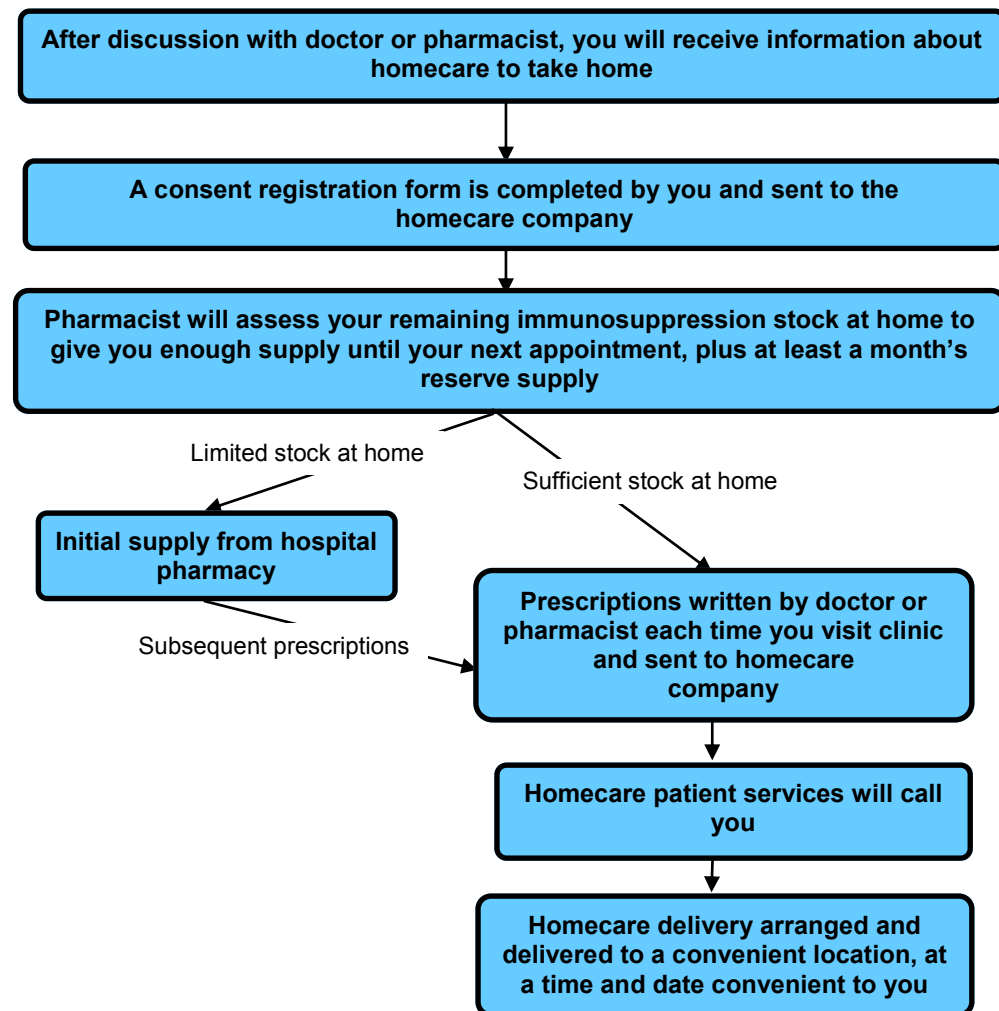 After discussion with doctor or pharmacist, you will receive information about
homecare to take home
A consent registration form is completed by you and sent to the
homecare company
Pharmacist will assess your remaining immunosuppression stock at home to
give you enough supply until your next appointment, plus at least a month’s
reserve supply
Limited stock at home
Sufficient stock at home
Initial supply from hospital
pharmacy
Subsequent prescriptions
Prescriptions written by doctor or
pharmacist each time you visit clinic
and sent to homecare
company
Homecare patient services will call
you
Homecare delivery arranged and
delivered to a convenient location, at
a time and date convenient to you